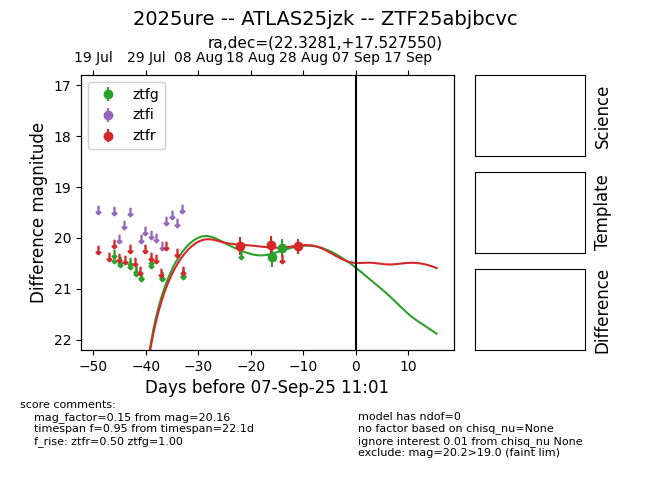 2025ure -- ATLAS25jzk -- ZTF25abjbcvc
ra,dec=(22.3281,+17.527550)
19 Jul 29 Jul 08 Aug 18 Aug 28 Aug 07 Sep 17 Sep
ztfg
ztfi
ztfr
17
18
19
20
21
22
Difference magnitude
−50 −40 −30 −20 −10 0 10
Days before 07-Sep-25 11:01
Science
Template
Difference
score comments:
mag_factor=0.15 from mag=20.16
timespan f=0.95 from timespan=22.1d
f_rise: ztfr=0.50 ztfg=1.00
model has ndof=0
no factor based on chisq_nu=None
ignore interest 0.01 from chisq_nu None
exclude: mag=20.2>19.0 (faint lim)